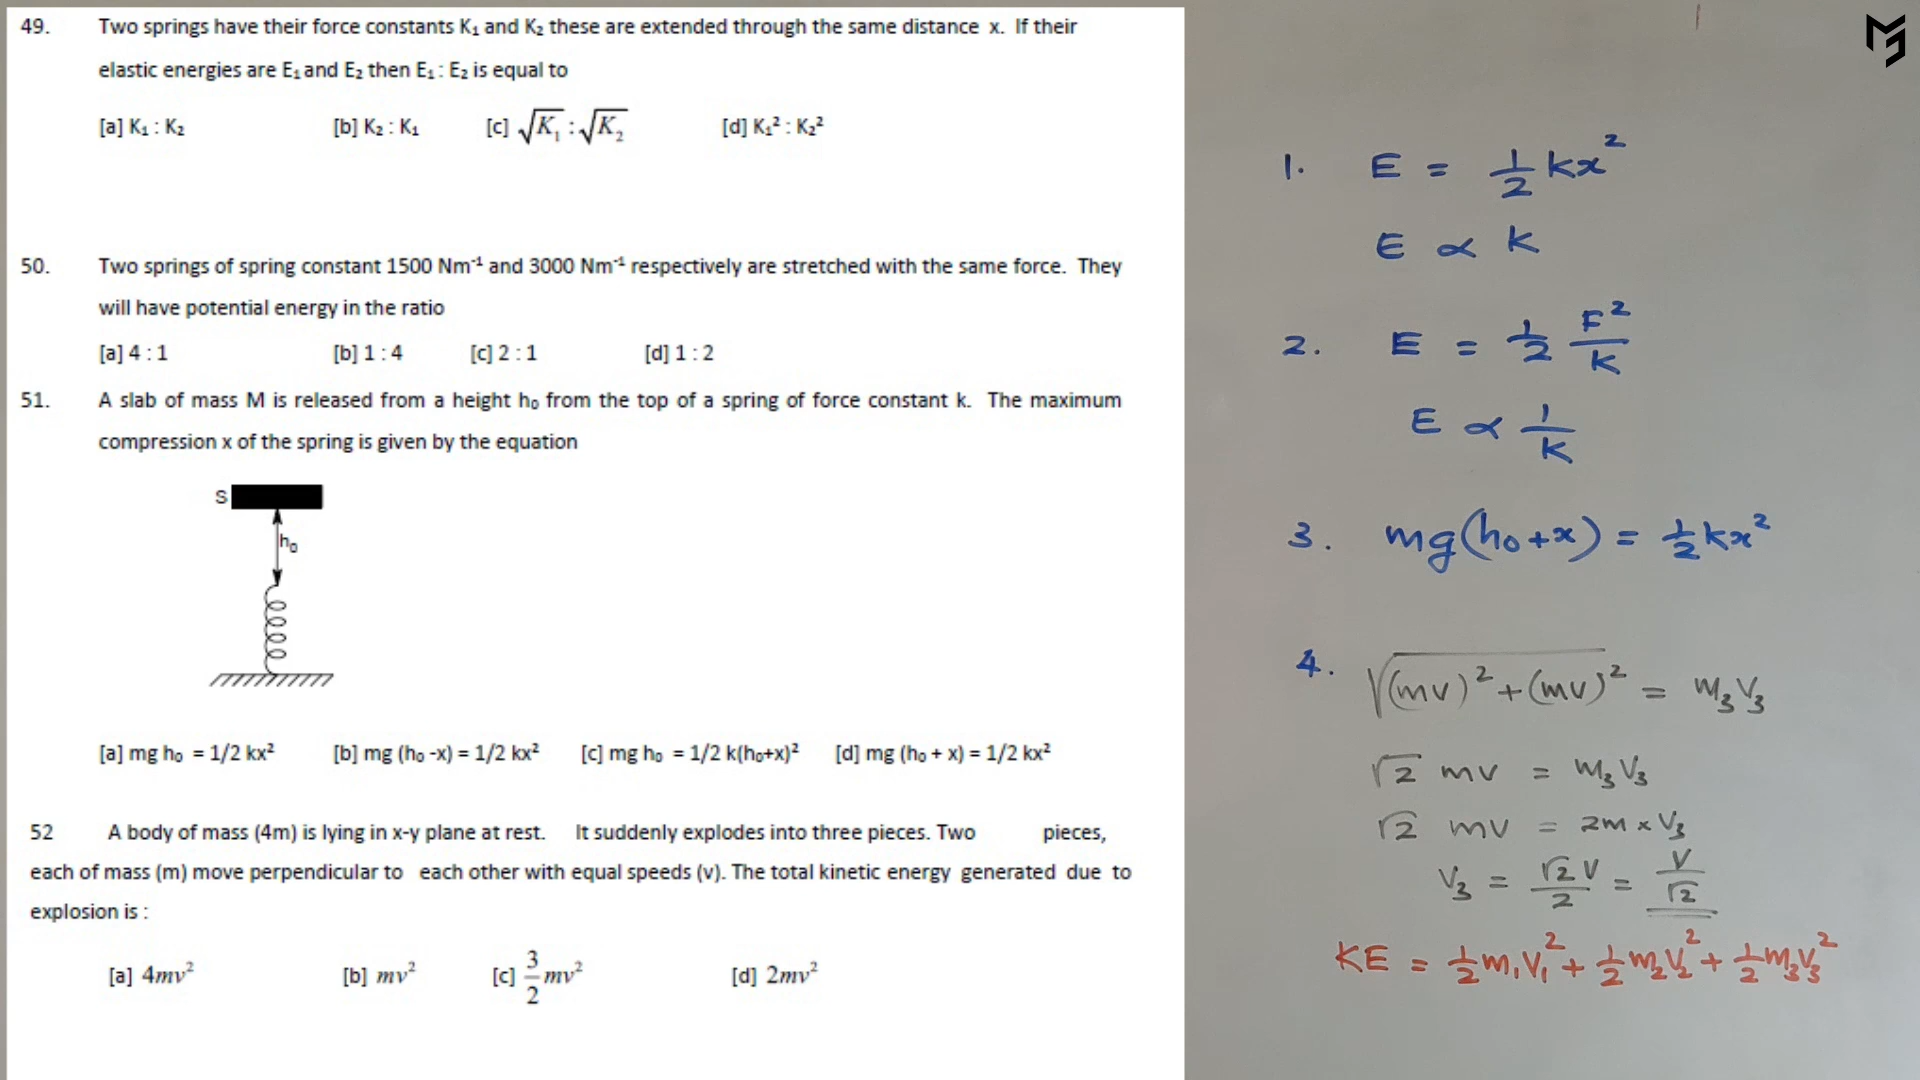 49. Two springs have their force constants K₁ and K₂ these are extended through the same distance x. If their
elastic energies are E₁ and E₂ then E₁ : E₂ is equal to
[a] K₁ : K₂ [b] K₂ : K₁ [c] √K₁ : √K₂ [d] K₁² : K₂²
50. Two springs of spring constant 1500 Nm⁻¹ and 3000 Nm⁻¹ respectively are stretched with the same force. They
will have potential energy in the ratio
[a] 4 : 1 [b] 1 : 4 [c] 2 : 1 [d] 1 : 2
51. A slab of mass M is released from a height h₀ from the top of a spring of force constant k. The maximum
compression x of the spring is given by the equation
S
h₀
[a] mg h₀ = 1/2 kx² [b] mg (h₀ -x) = 1/2 kx² [c] mg h₀ = 1/2 k(h₀+x)² [d] mg (h₀ + x) = 1/2 kx²
52 A body of mass (4m) is lying in x-y plane at rest. It suddenly explodes into three pieces. Two pieces,
each of mass (m) move perpendicular to each other with equal speeds (v). The total kinetic energy generated due to
explosion is :
[a] 4mv² [b] mv² [c] 3/2 mv² [d] 2mv²
1. E = 1/2 kx²
E ∝ k
2. E = 1/2 F²/k
E ∝ 1/k
3. mg(h₀+x) = 1/2 kx²
4. √(mv)² + (mv)² = m₃V₃
√2 mv = m₃V₃
√2 mv = 2m × V₃
V₃ = √2 V/2 = V/√2
KE = 1/2 m₁V₁² + 1/2 m₂V₂² + 1/2 m₃V₃²